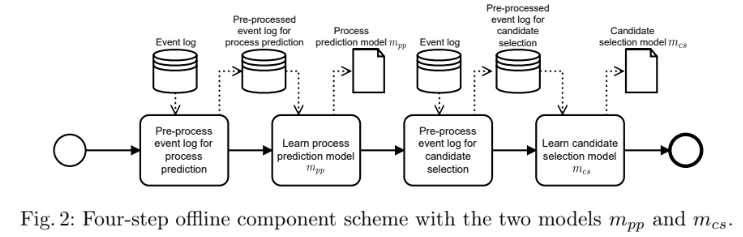 Event log
Pre-processed
event log for
process prediction
Process
prediction model m_pp
Event log
Pre-processed
event log for
candidate
selection
Candidate
selection model m_cs
Pre-process
event log for
process
prediction
Learn process
prediction model
m_pp
Pre-process
event log for
candidate
selection
Learn candidate
selection model
m_cs
Fig. 2: Four-step offline component scheme with the two models m_pp and m_cs.